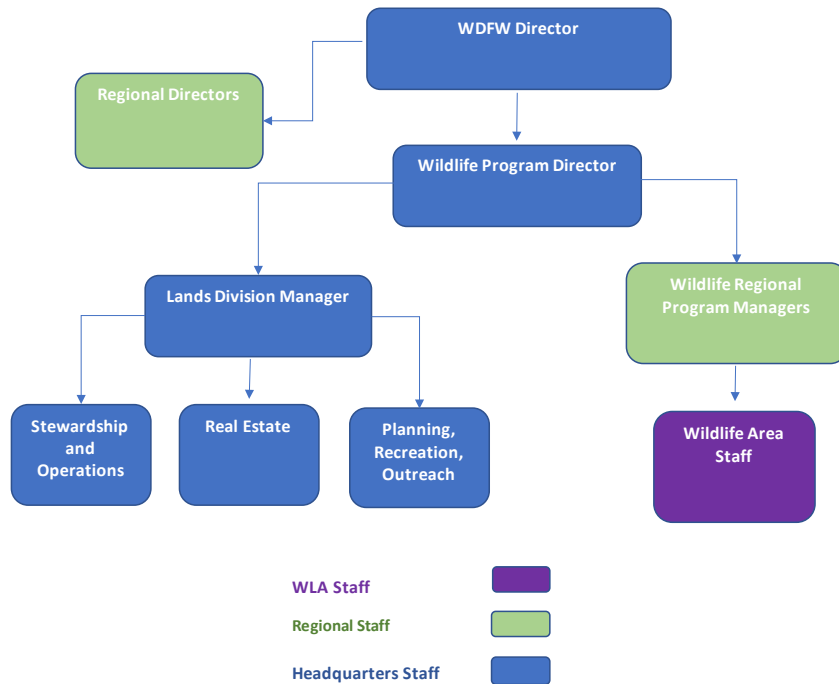 WDFW Director
Regional Directors
Wildlife Program Director
Lands Division Manager
Wildlife Regional
Program Managers
Stewardship
and
Operations
Real Estate
Planning,
Recreation,
Outreach
Wildlife Area
Staff
WLA Staff
Regional Staff
Headquarters Staff